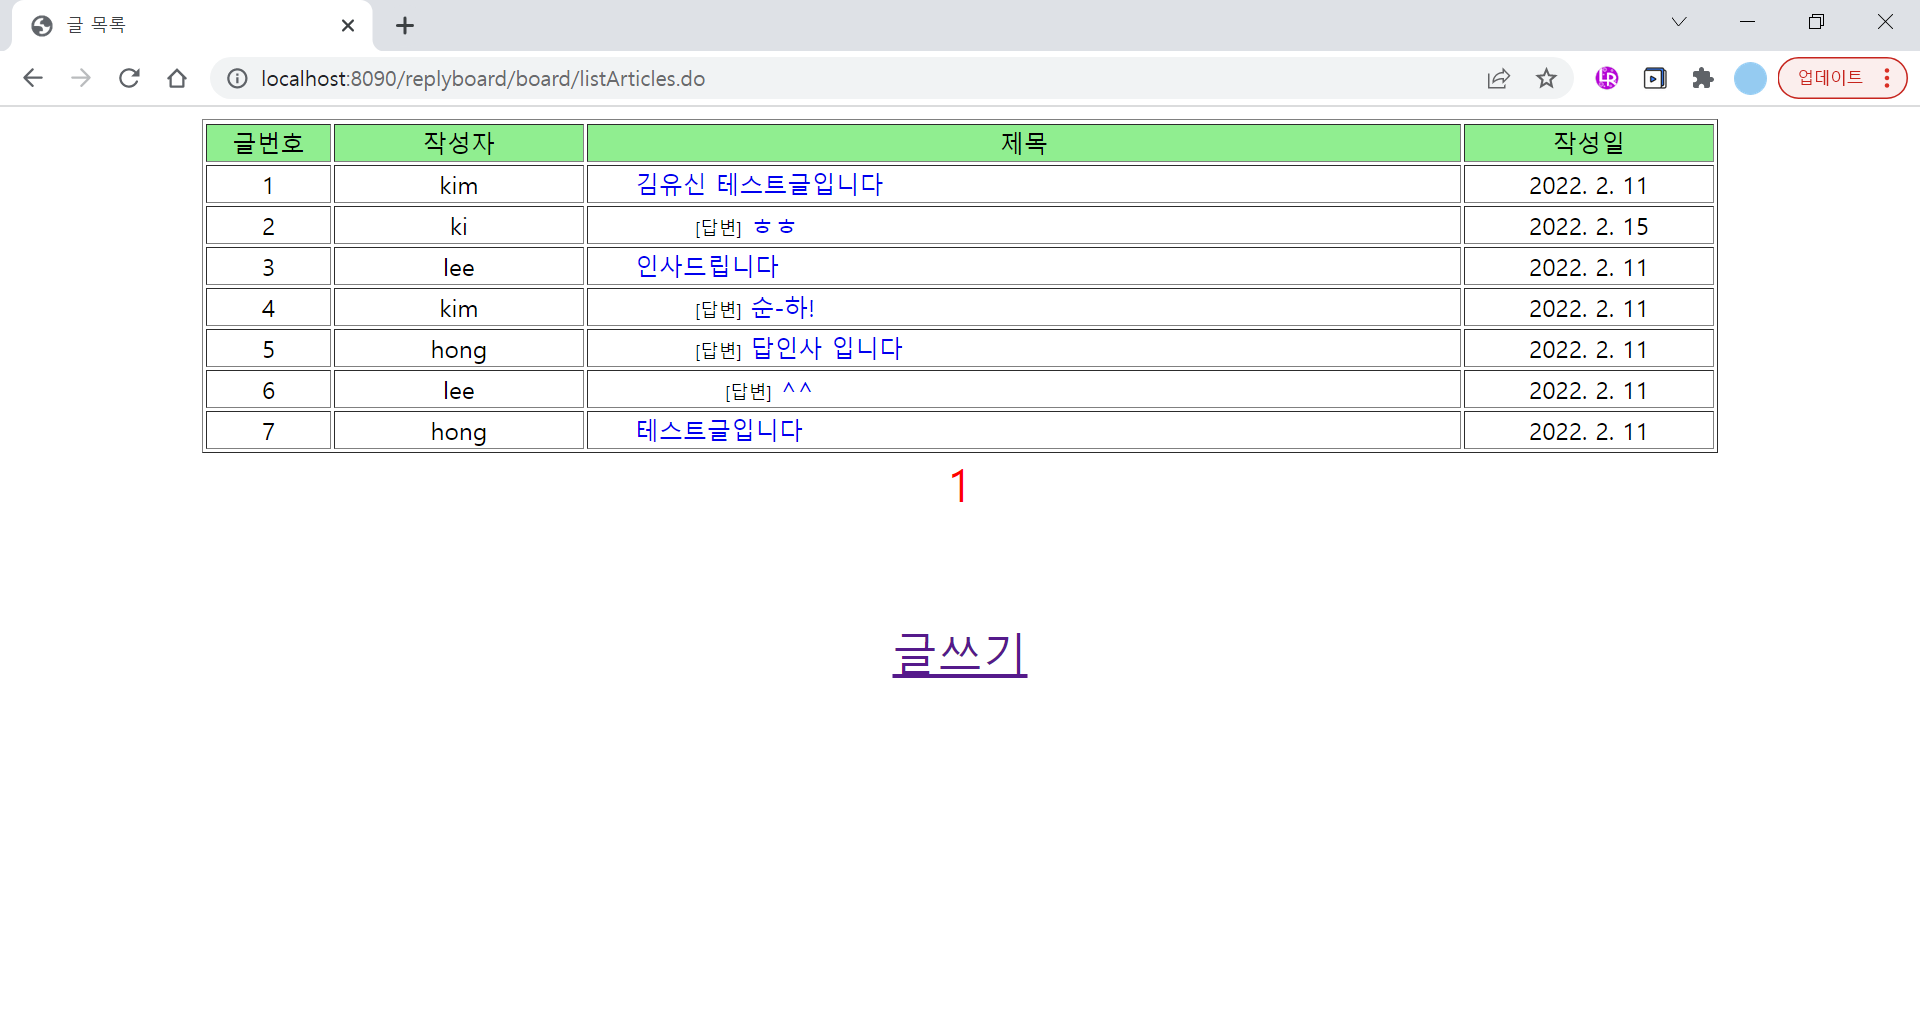 글 목록
localhost:8090/replyboard/board/listArticles.do 업데이트
글번호 작성자 제목 작성일
1 kim 김유신 테스트글입니다 2022. 2. 11
2 ki [답변] ㅎㅎ 2022. 2. 15
3 lee 인사드립니다 2022. 2. 11
4 kim [답변] 순-하! 2022. 2. 11
5 hong [답변] 답인사 입니다 2022. 2. 11
6 lee [답변] ^^ 2022. 2. 11
7 hong 테스트글입니다 2022. 2. 11
1
글쓰기